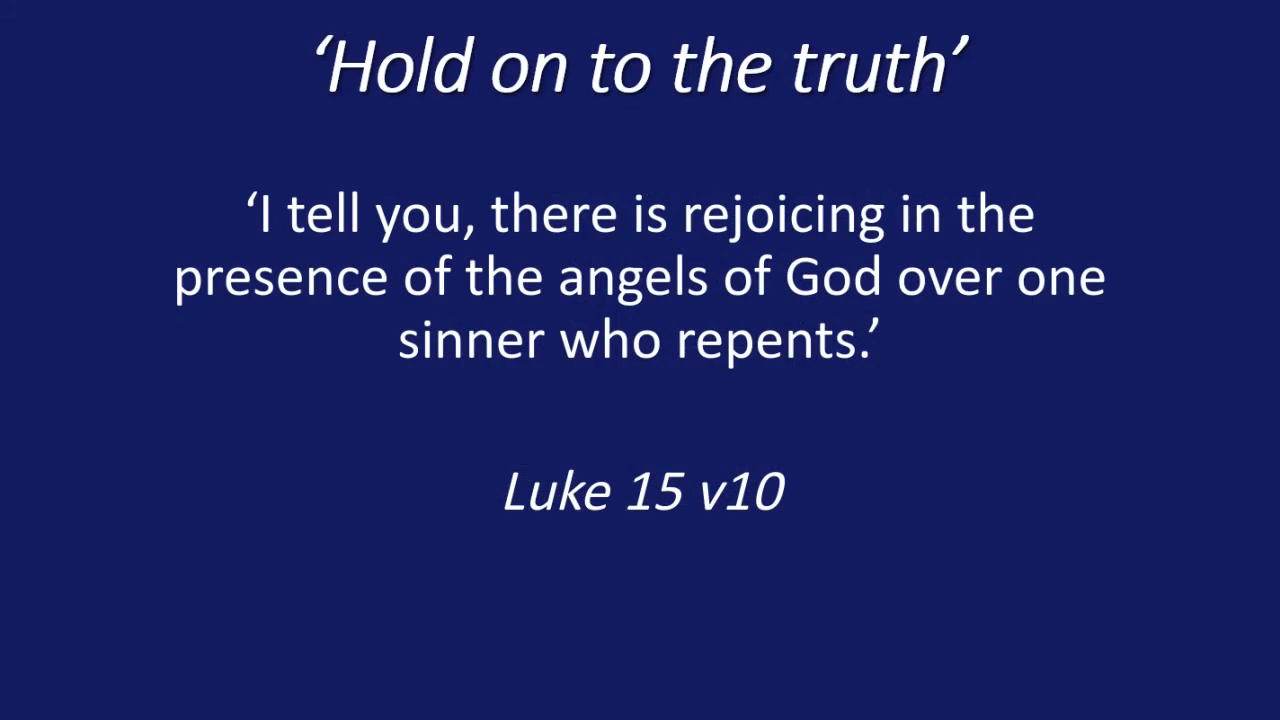 ‘Hold on to the truth’
‘I tell you, there is rejoicing in the
presence of the angels of God over one
sinner who repents.’
Luke 15 v10